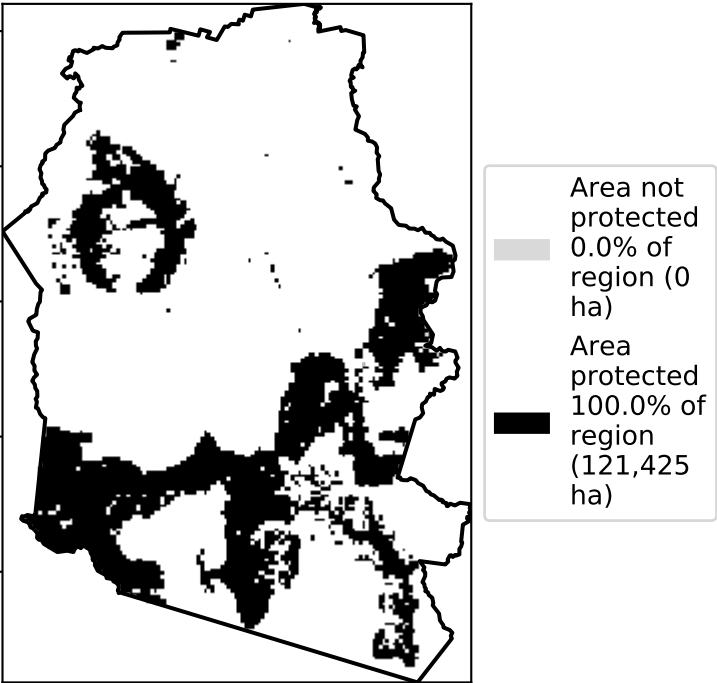 Area not
protected
0.0% of
region (0
ha)
Area
protected
100.0% of
region
(121,425
ha)